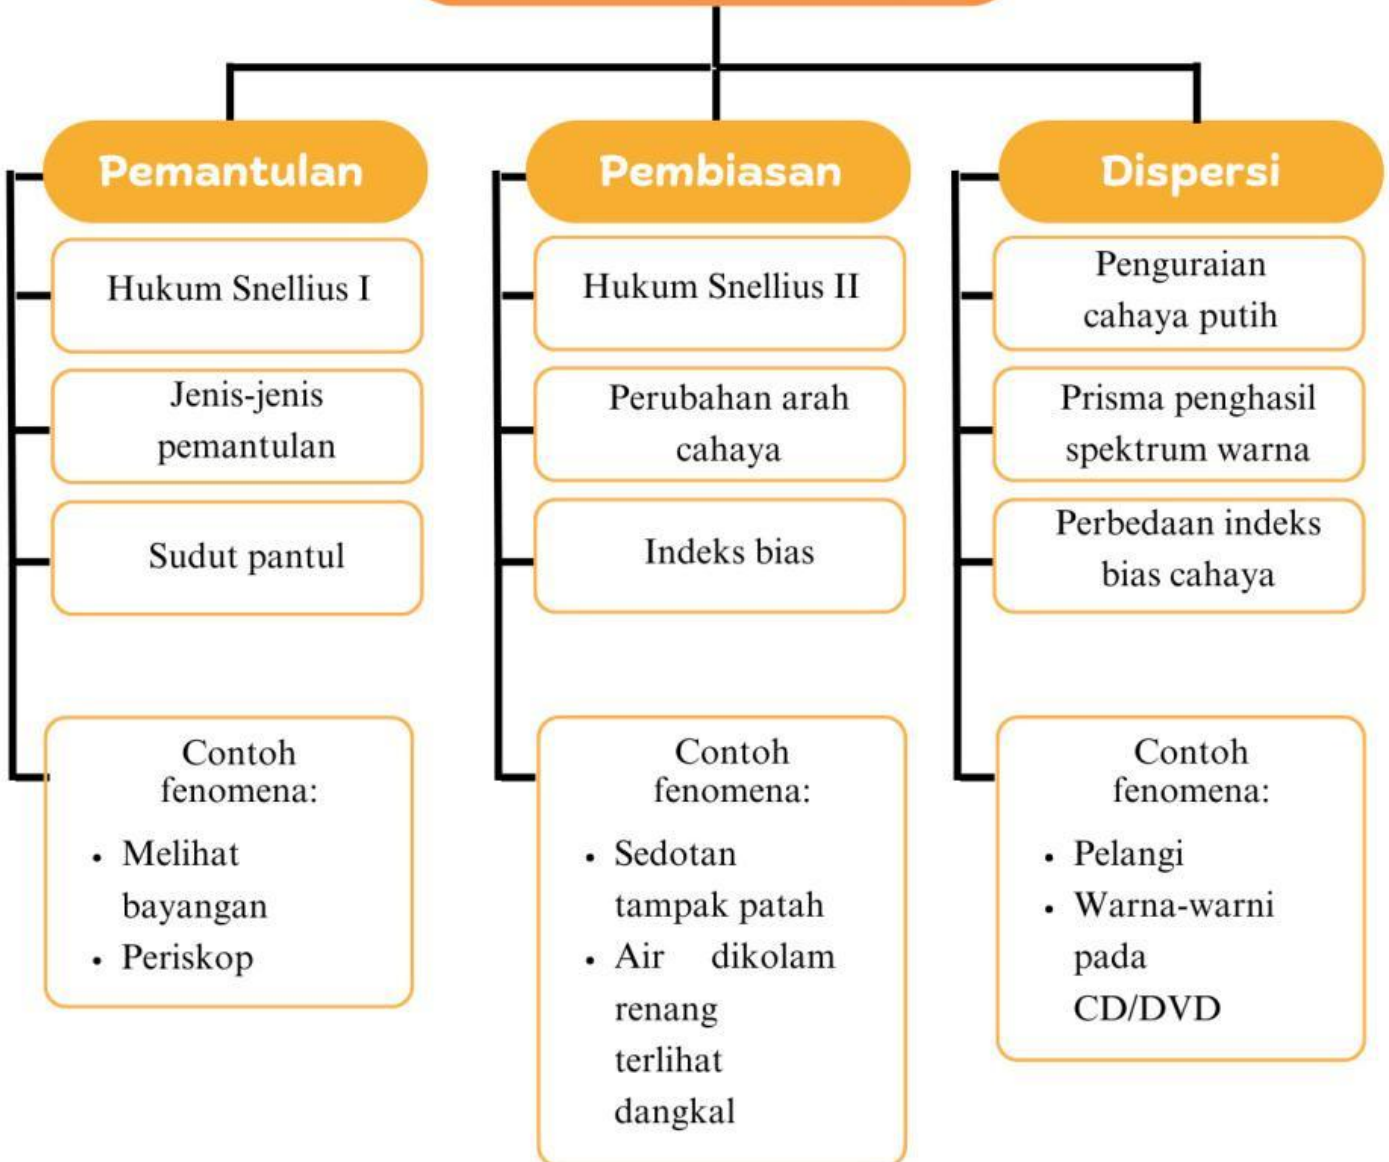 Pemantulan
Hukum Snellius I
Jenis-jenis
pemantulan
Sudut pantul
Contoh
fenomena:
• Melihat
bayangan
• Periskop
Pembiasan
Hukum Snellius II
Perubahan arah
cahaya
Indeks bias
Contoh
fenomena:
• Sedotan
tampak patah
• Air dikolam
renang
terlihat
dangkal
Dispersi
Penguraian
cahaya putih
Prisma penghasil
spektrum warna
Perbedaan indeks
bias cahaya
Contoh
fenomena:
• Pelangi
• Warna-warni
pada
CD/DVD